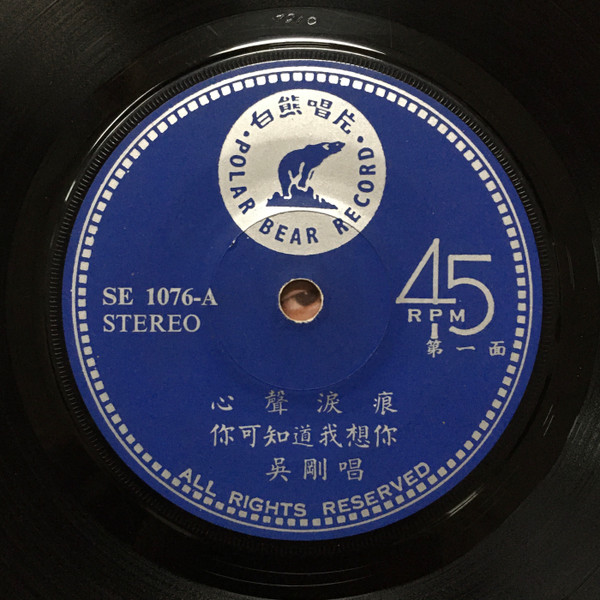 白熊唱片
POLAR BEAR RECORD
SE 1076-A
STEREO
45
RPM
第一面
心聲淚痕
你可知道我想你
吳剛唱
ALL RIGHTS RESERVED